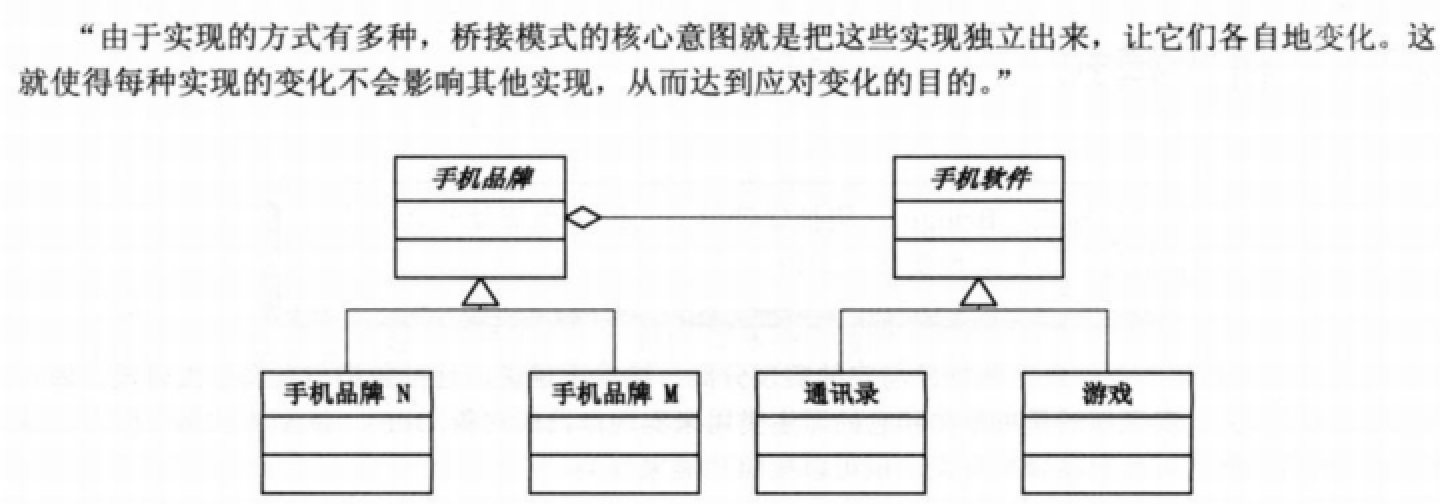 “由于实现的方式有多种，桥接模式的核心意图就是把这些实现独立出来，让它们各自地变化。这
就使得每种实现的变化不会影响其他实现，从而达到应对变化的目的。”
手机品牌
手机软件
手机品牌 N
手机品牌 M
通讯录
游戏